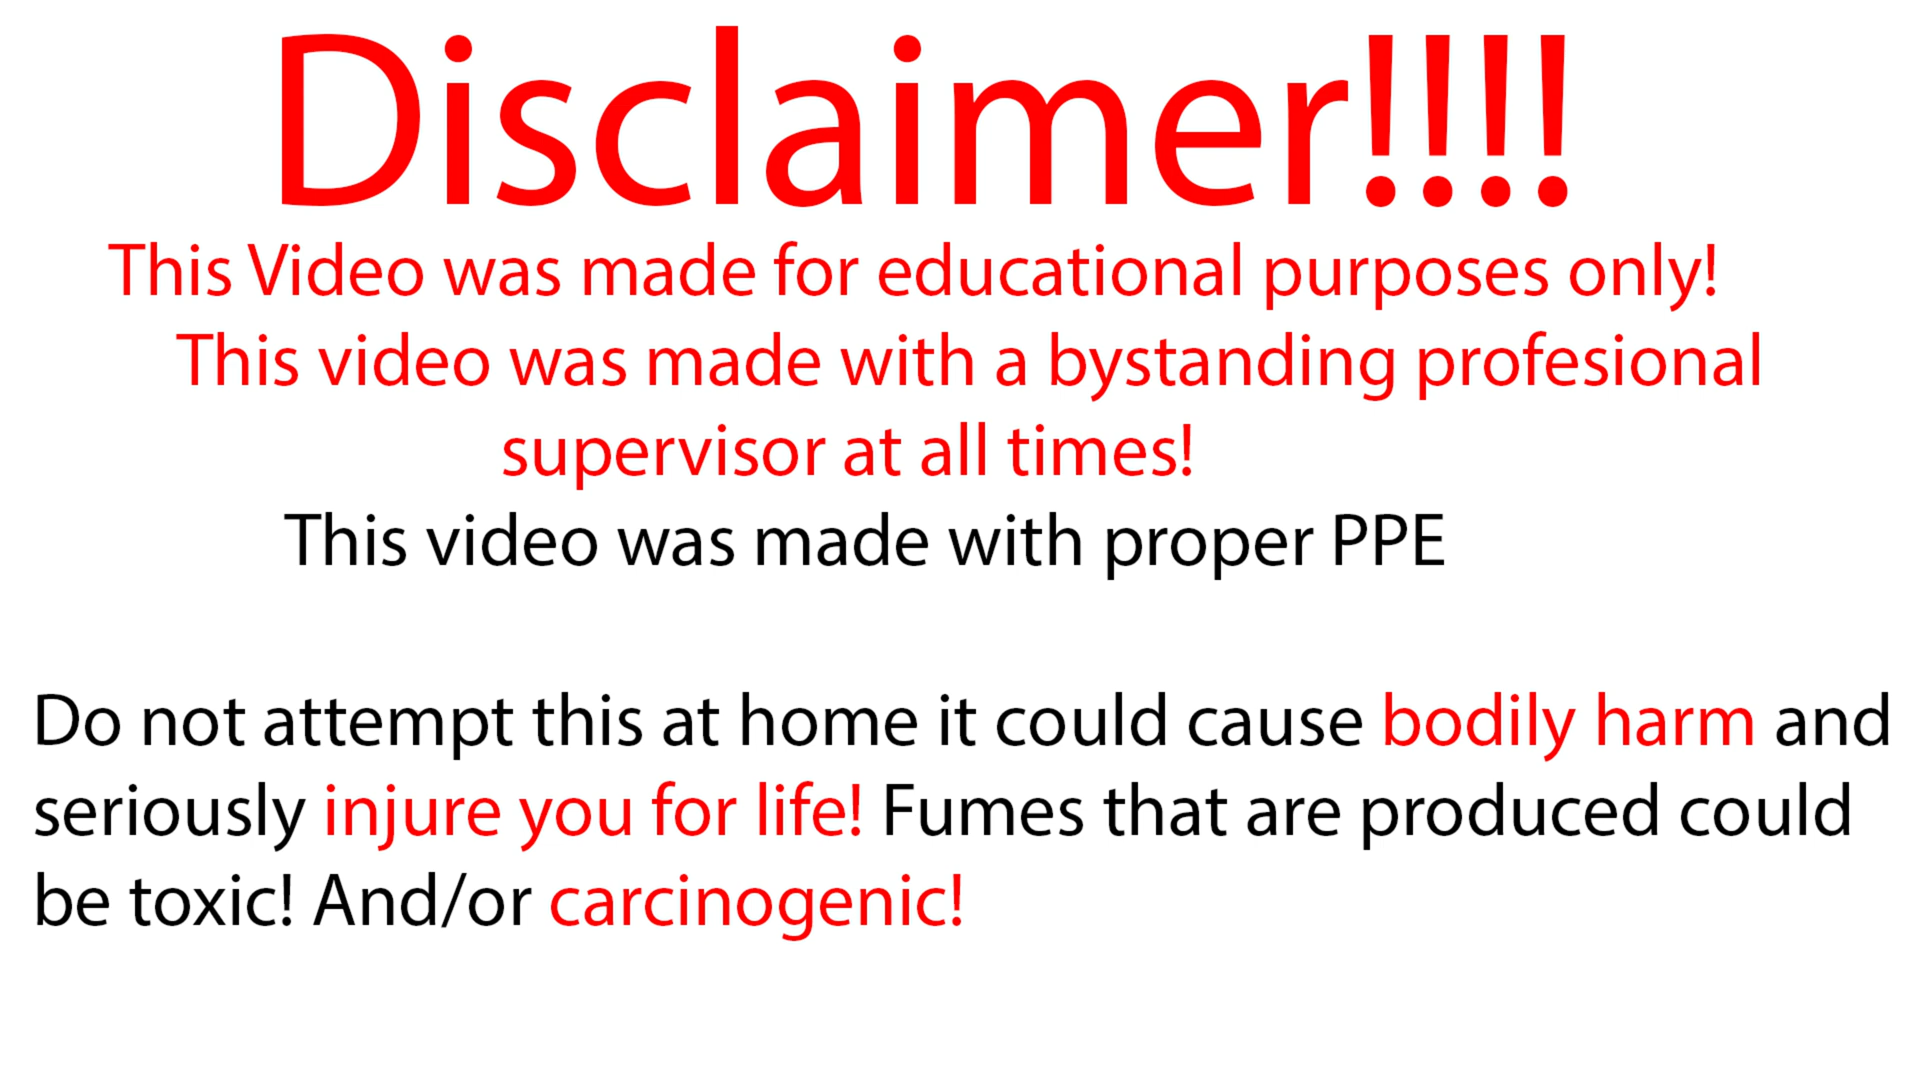 Disclaimer!!!!
This Video was made for educational purposes only!
This video was made with a bystanding profesional
supervisor at all times!
This video was made with proper PPE
Do not attempt this at home it could cause bodily harm and
seriously injure you for life! Fumes that are produced could
be toxic! And/or carcinogenic!